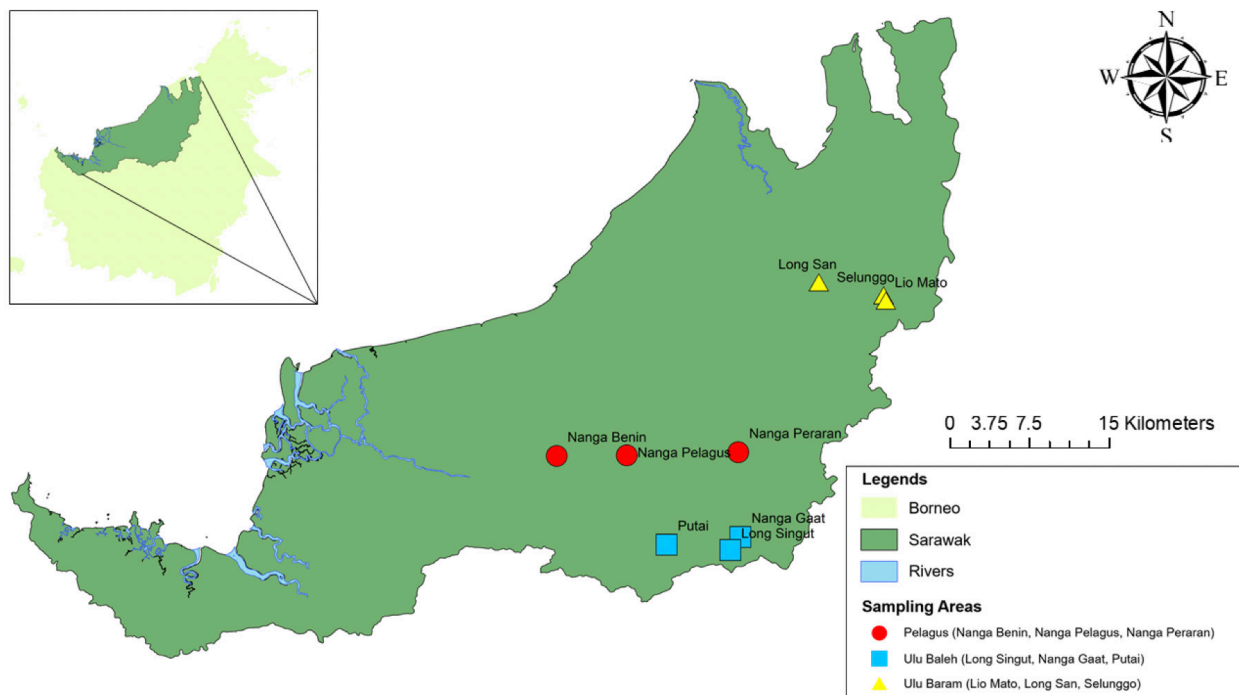 N
W E
S
Long San
Selunggo
Lio Mato
Nanga Benin
Nanga Pelagus
Nanga Peraran
Putai
Nanga Gaat
Long Singut
0 3.75 7.5 15 Kilometers
Legends
Borneo
Sarawak
Rivers
Sampling Areas
Pelagus (Nanga Benin, Nanga Pelagus, Nanga Peraran)
Ulu Baleh (Long Singut, Nanga Gaat, Putai)
Ulu Baram (Lio Mato, Long San, Selunggo)